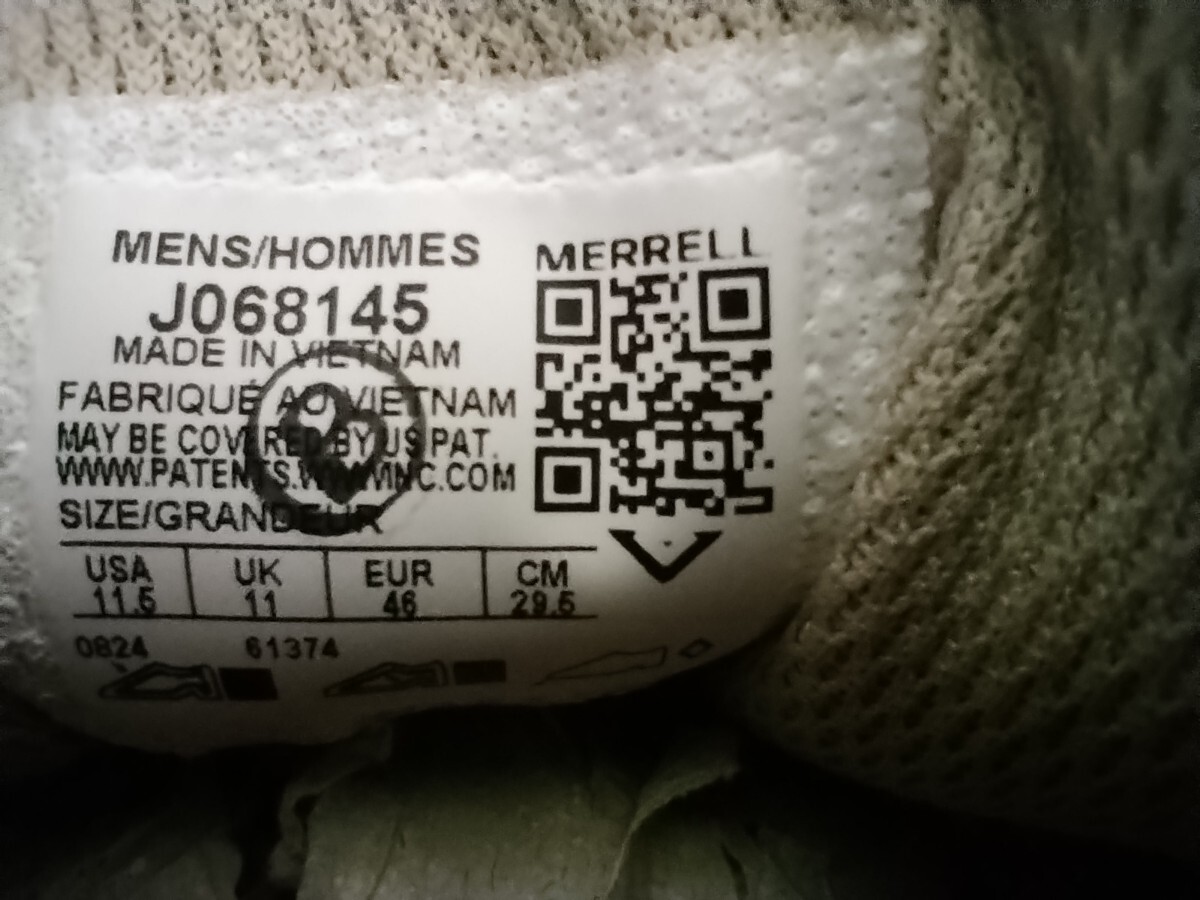 MENS/HOMMES
J068145
MADE IN VIETNAM
FABRIQUÉ AU VIETNAM
MAY BE COVERED BY US PAT.
WWW.PATENTS.WWWINC.COM
SIZE/GRANDEUR
USA UK EUR CM
11.5 11 46 29.5
0824 61374
MERRELL